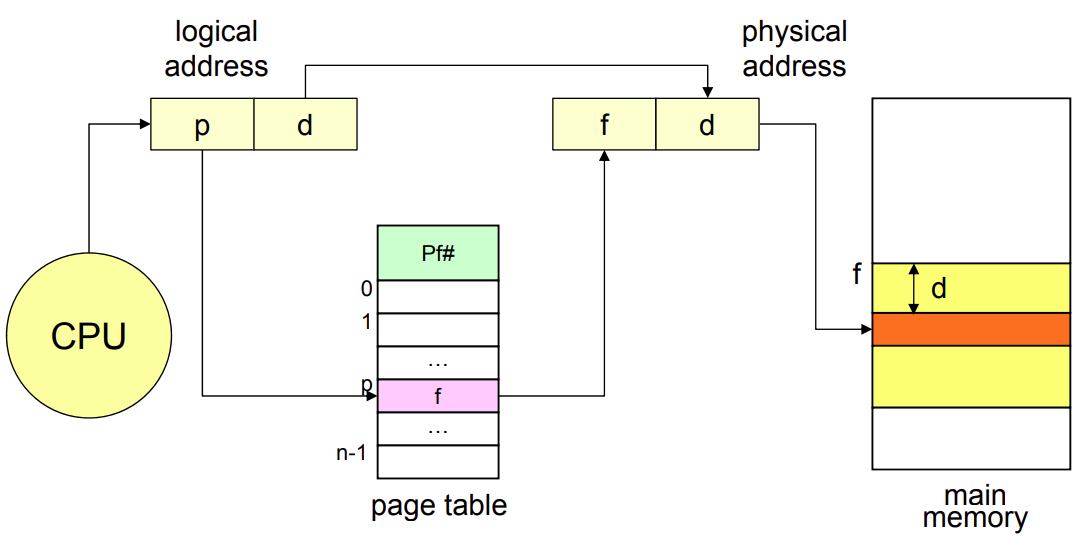 logical
address
physical
address
p
d
f
d
CPU
Pf#
0
1
...
p
f
...
n-1
page table
f
d
main
memory